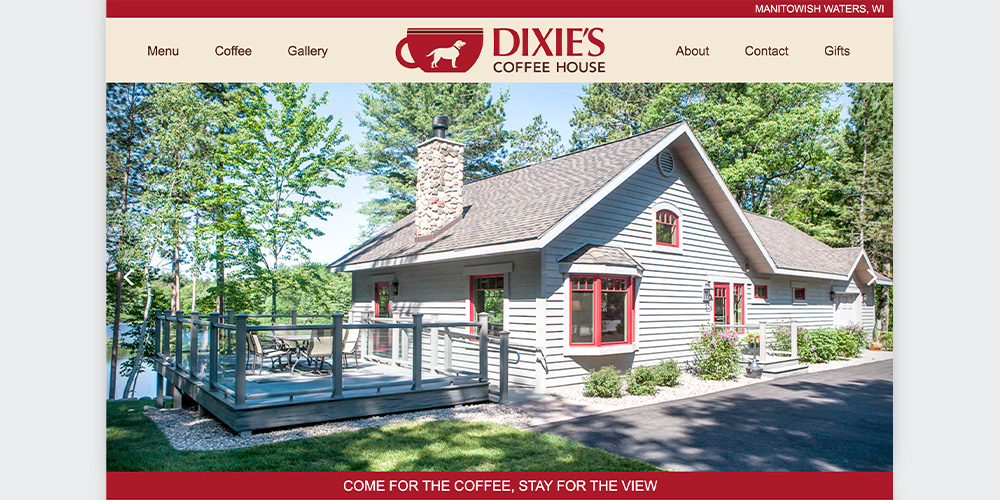 MANITOWISH WATERS, WI
Menu Coffee Gallery
DIXIE'S
COFFEE HOUSE
About Contact Gifts
COME FOR THE COFFEE, STAY FOR THE VIEW